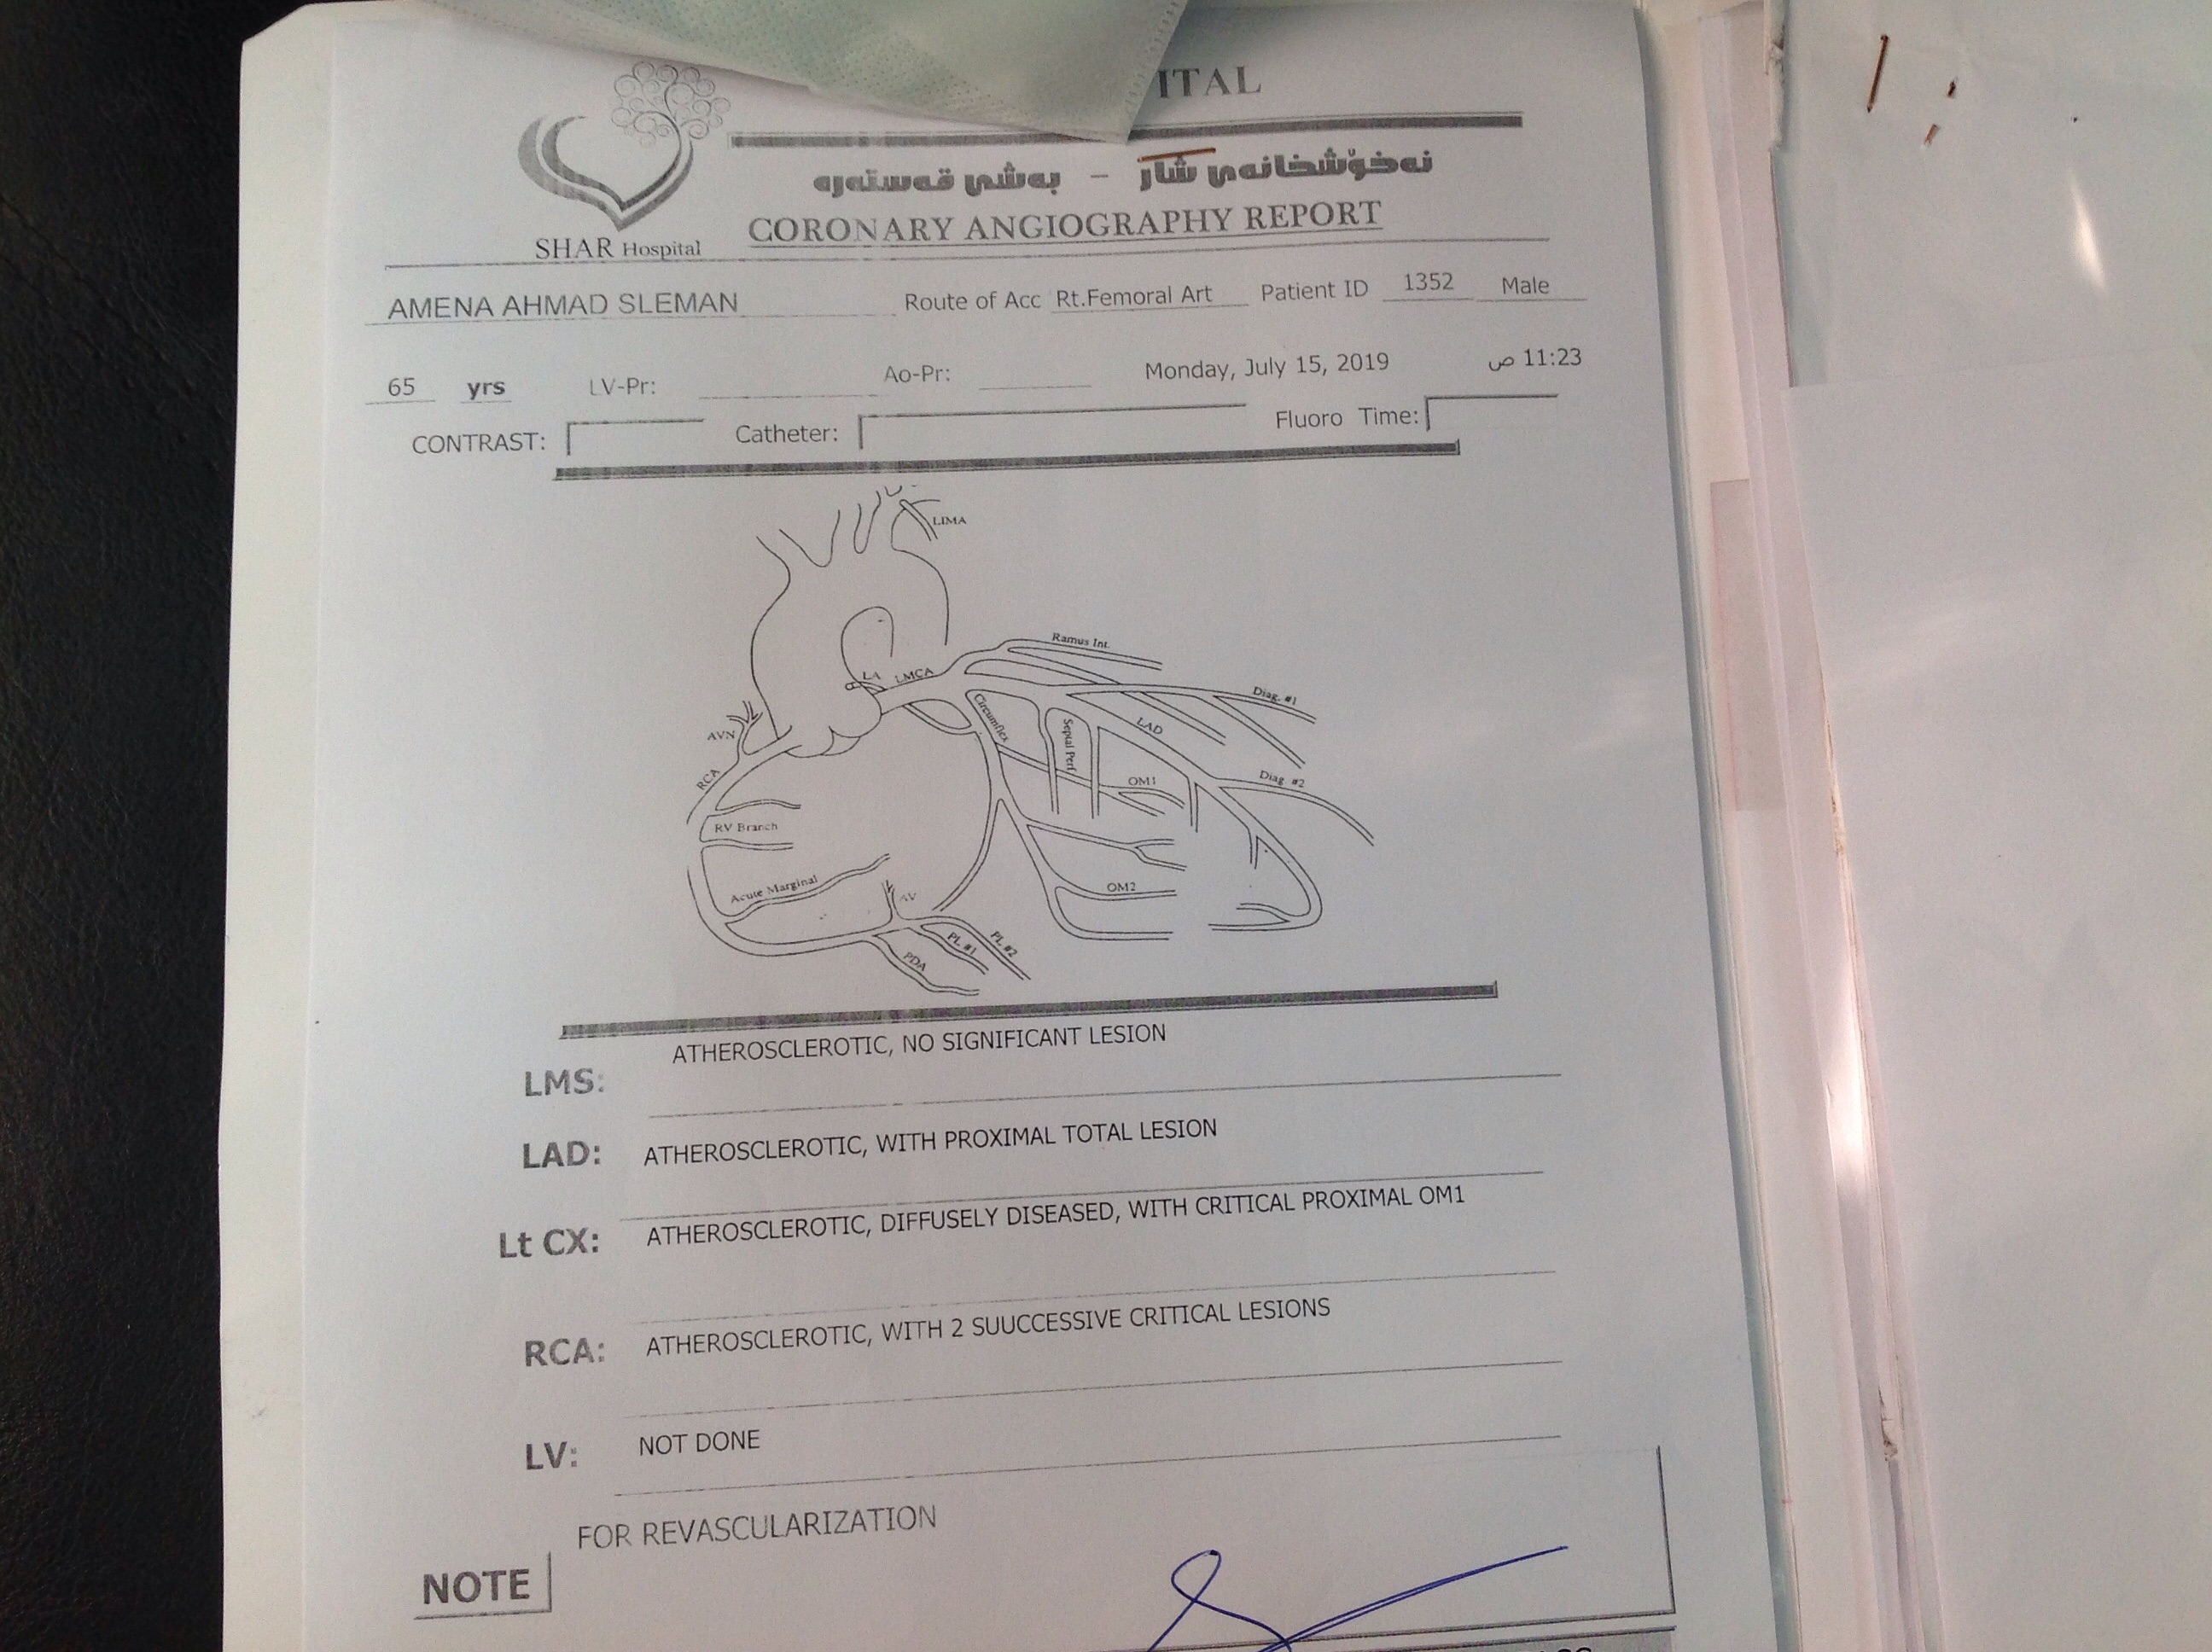 ITAL
نەخۆشخانەی شار - بەشی قەستەرە
CORONARY ANGIOGRAPHY REPORT
SHAR Hospital
AMENA AHMAD SLEMAN Route of Acc Rt.Femoral Art Patient ID 1352 Male
65 yrs LV-Pr: Ao-Pr: Monday, July 15, 2019 11:23 ص
CONTRAST: Catheter: Fluoro Time:
LIMA
Ramus Int.
LA LMCA
Diag. #1
Circumflex
Septal Perf
LAD
AVN
RCA
OM1
Diag. #2
RV Branch
Acute Marginal
OM2
AV
PL #1
PL #2
PDA
LMS: ATHEROSCLEROTIC, NO SIGNIFICANT LESION
LAD: ATHEROSCLEROTIC, WITH PROXIMAL TOTAL LESION
Lt CX: ATHEROSCLEROTIC, DIFFUSELY DISEASED, WITH CRITICAL PROXIMAL OM1
RCA: ATHEROSCLEROTIC, WITH 2 SUUCCESSIVE CRITICAL LESIONS
LV: NOT DONE
FOR REVASCULARIZATION
NOTE